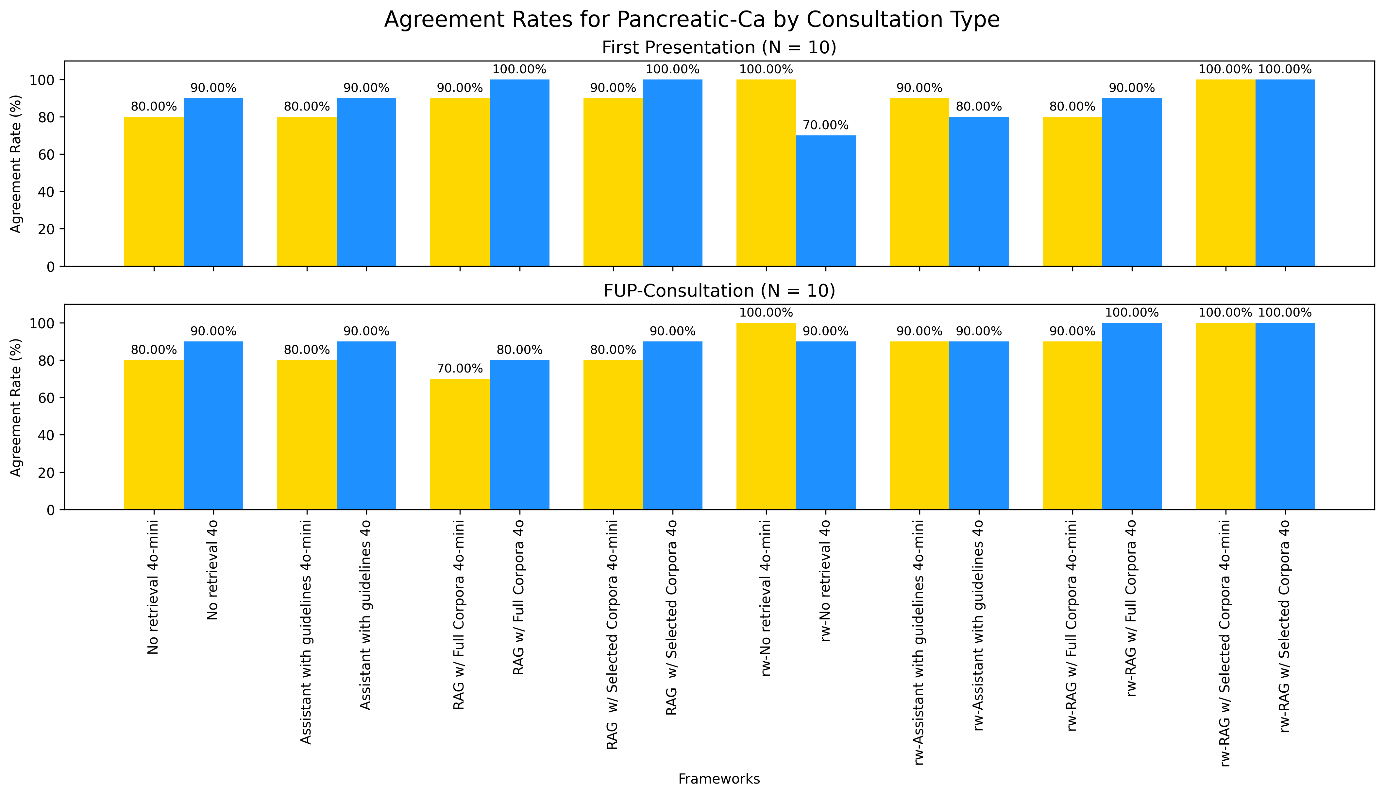 Agreement Rates for Pancreatic-Ca by Consultation Type
First Presentation (N = 10)
Agreement Rate (%)
100
80
60
40
20
0
80.00%
90.00%
80.00%
90.00%
90.00%
100.00%
90.00%
100.00%
100.00%
70.00%
90.00%
80.00%
80.00%
90.00%
100.00%
100.00%
FUP-Consultation (N = 10)
Agreement Rate (%)
100
80
60
40
20
0
80.00%
90.00%
80.00%
90.00%
70.00%
80.00%
80.00%
90.00%
100.00%
90.00%
90.00%
90.00%
90.00%
100.00%
100.00%
100.00%
No retrieval 4o-mini
No retrieval 4o
Assistant with guidelines 4o-mini
Assistant with guidelines 4o
RAG w/ Full Corpora 4o-mini
RAG w/ Full Corpora 4o
RAG  w/ Selected Corpora 4o-mini
RAG  w/ Selected Corpora 4o
rw-No retrieval 4o-mini
rw-No retrieval 4o
rw-Assistant with guidelines 4o-mini
rw-Assistant with guidelines 4o
rw-RAG w/ Full Corpora 4o-mini
rw-RAG w/ Full Corpora 4o
rw-RAG w/ Selected Corpora 4o-mini
rw-RAG w/ Selected Corpora 4o
Frameworks